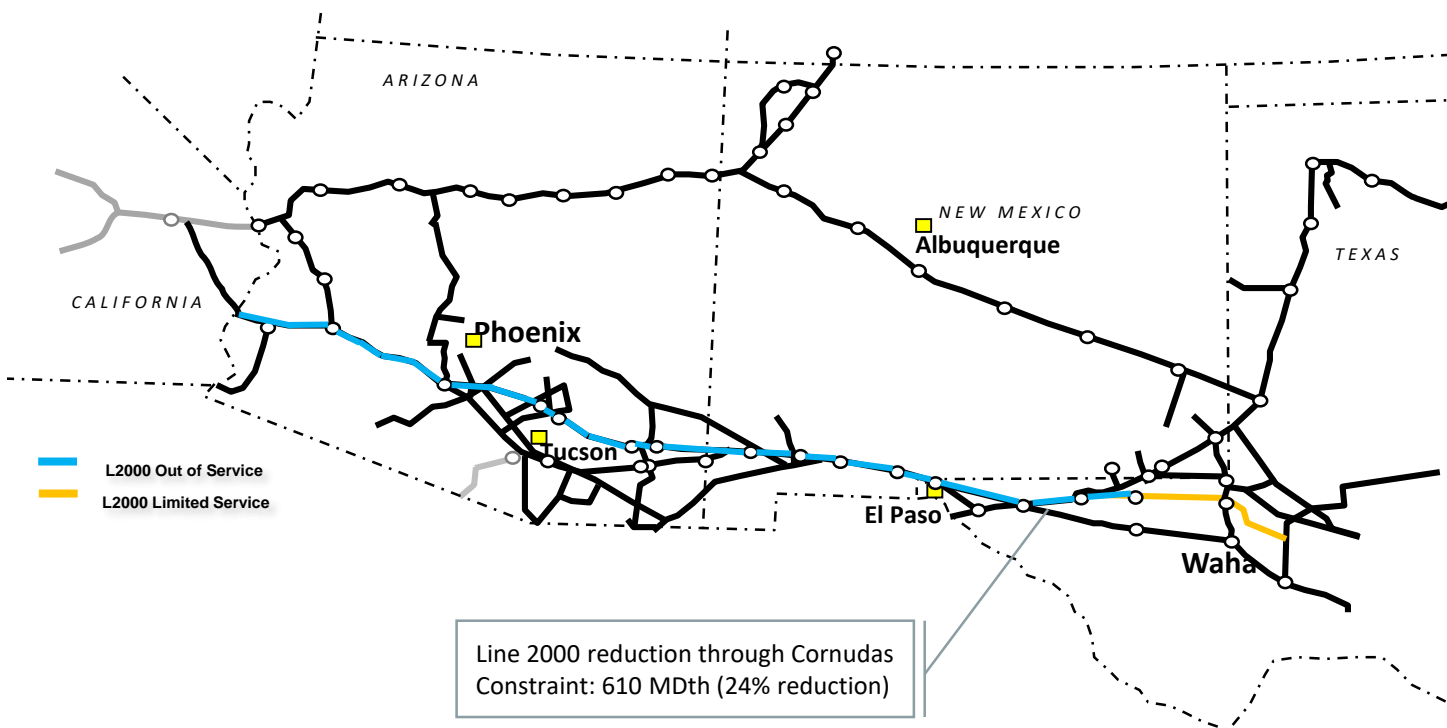 ARIZONA
NEW MEXICO
Albuquerque
TEXAS
CALIFORNIA
Phoenix
Tucson
L2000 Out of Service
L2000 Limited Service
El Paso
Waha
Line 2000 reduction through Cornudas
Constraint: 610 MDth (24% reduction)